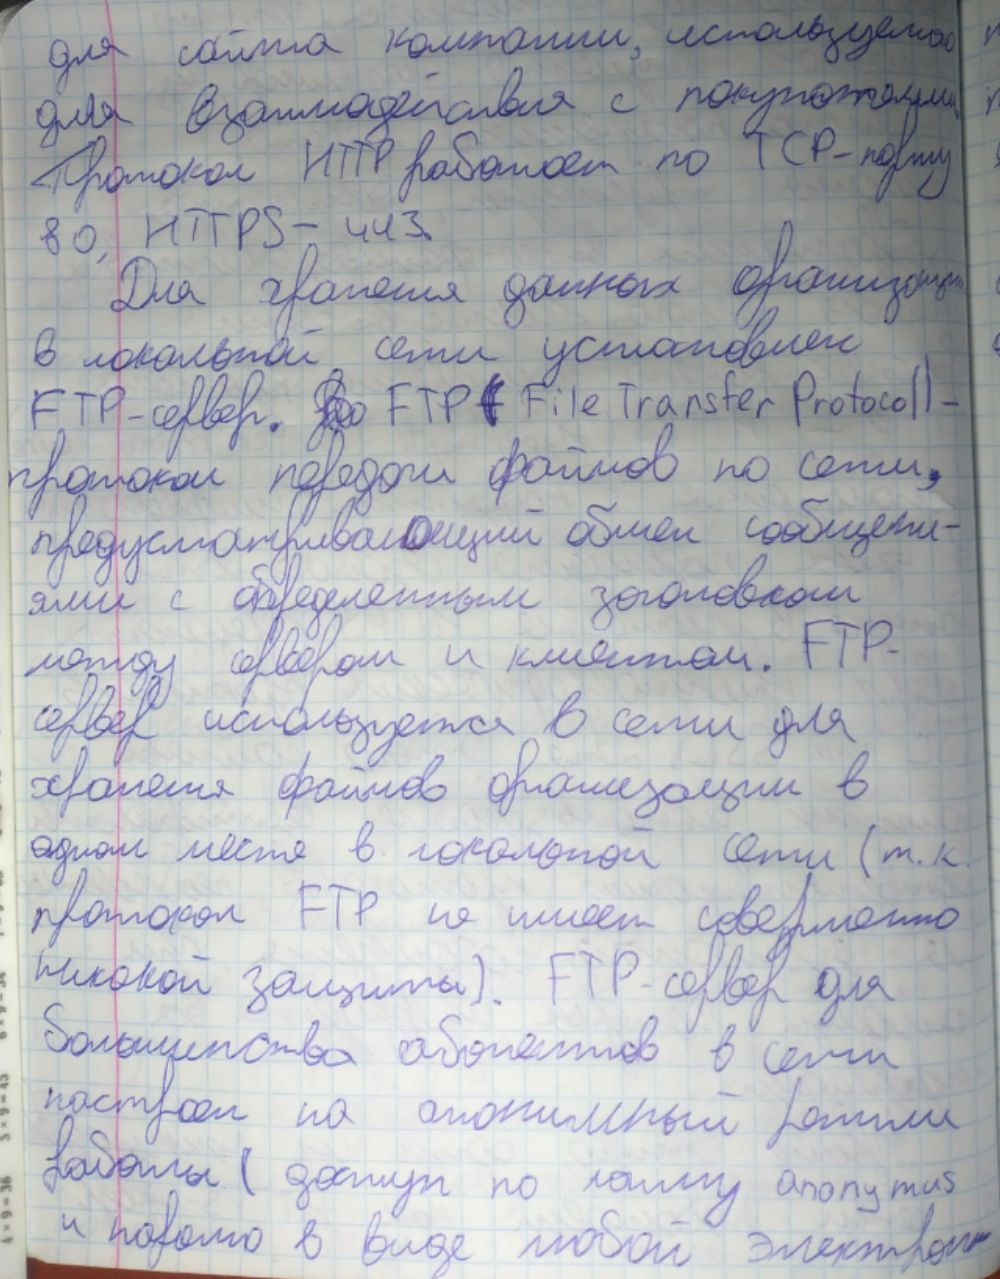 для сайта компании, используемого
для взаимодействия с покупателями.
Протокол HTTP работает по TCP-порту
80, HTTPS - 443.
Для хранения данных организации
в локальной сети установлен
FTP-сервер. FTP (File Transfer Protocol) -
протокол передачи файлов по сети,
предусматривающий обмен сообщени-
ями с определенным заголовком
между сервером и клиентом. FTP-
сервер используется в сети для
хранения файлов организации в
одном месте в локальной сети (т.к.
протокол FTP не имеет совершенно
никакой защиты). FTP-сервер для
большинства абонентов в сети
настроен на анонимный режим
работы (доступ по логину anonymus
и паролю в виде любой электрон-